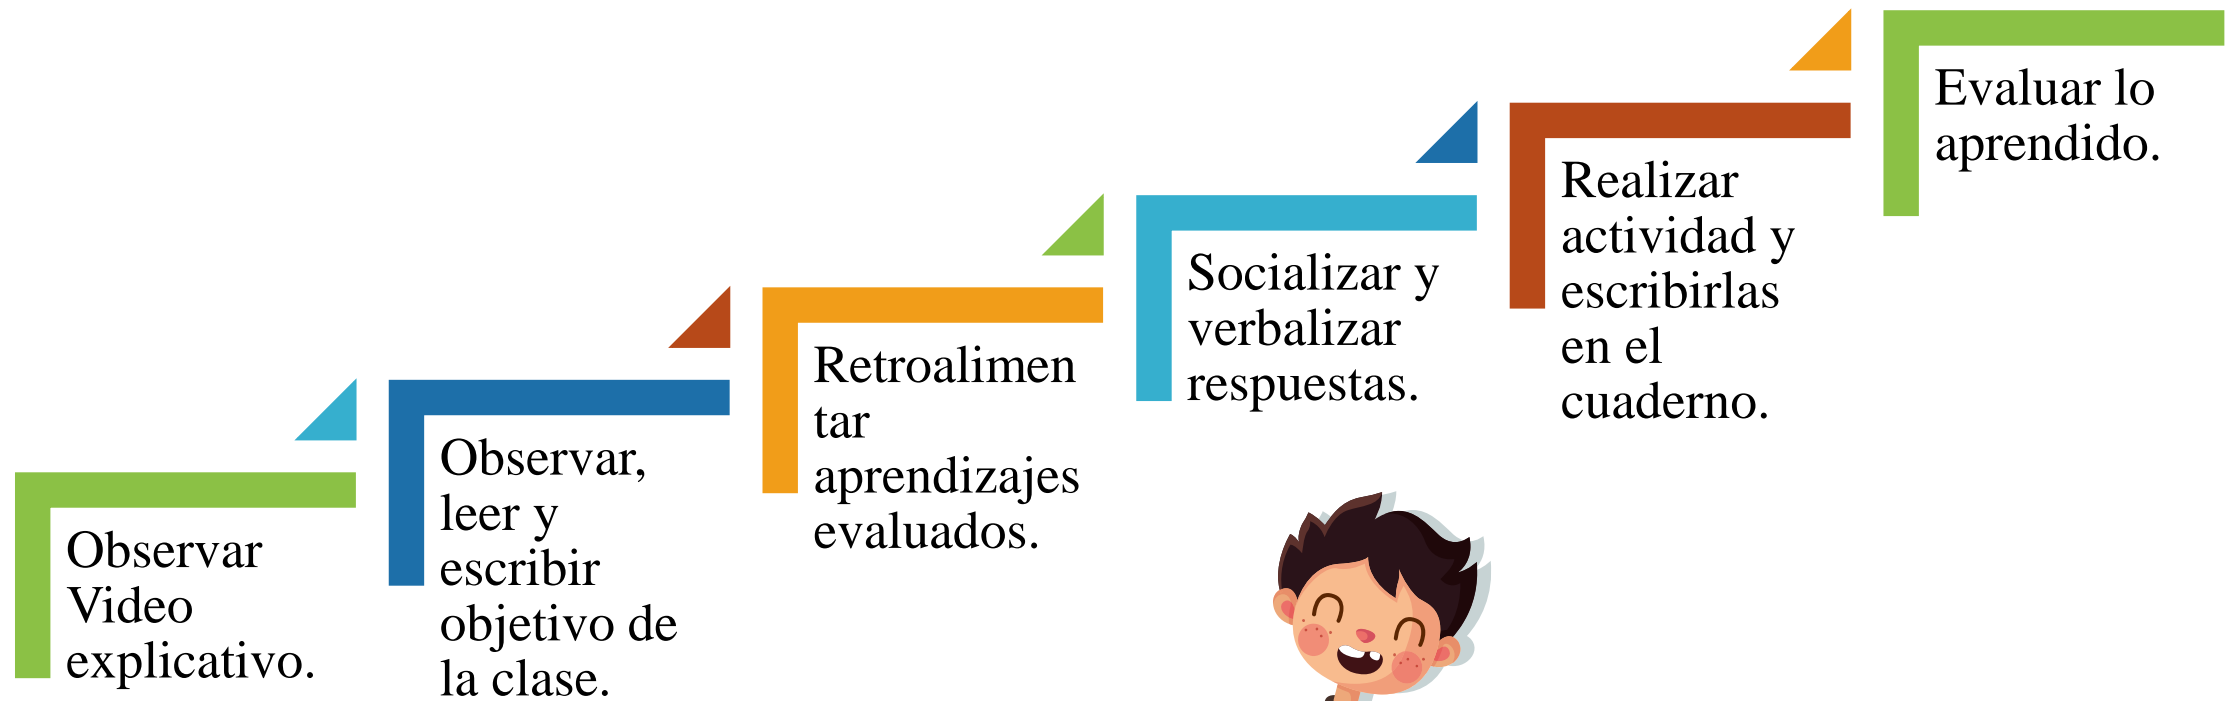 Observar
Video
explicativo.
Observar,
leer y
escribir
objetivo de
la clase.
Retroalimen
tar
aprendizajes
evaluados.
Socializar y
verbalizar
respuestas.
Realizar
actividad y
escribirlas
en el
cuaderno.
Evaluar lo
aprendido.